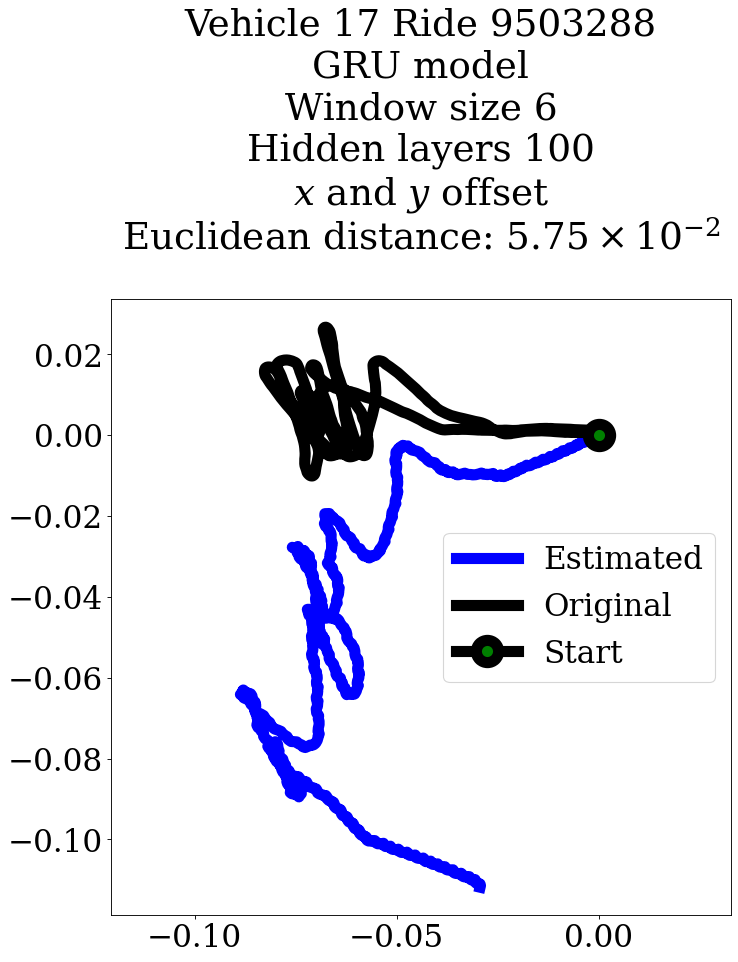 Vehicle 17 Ride 9503288
GRU model
Window size 6
Hidden layers 100
x and y offset
Euclidean distance: 5.75 × 10⁻²
0.02
0.00
−0.02
−0.04
−0.06
−0.08
−0.10
Estimated
Original
Start
−0.10
−0.05
0.00